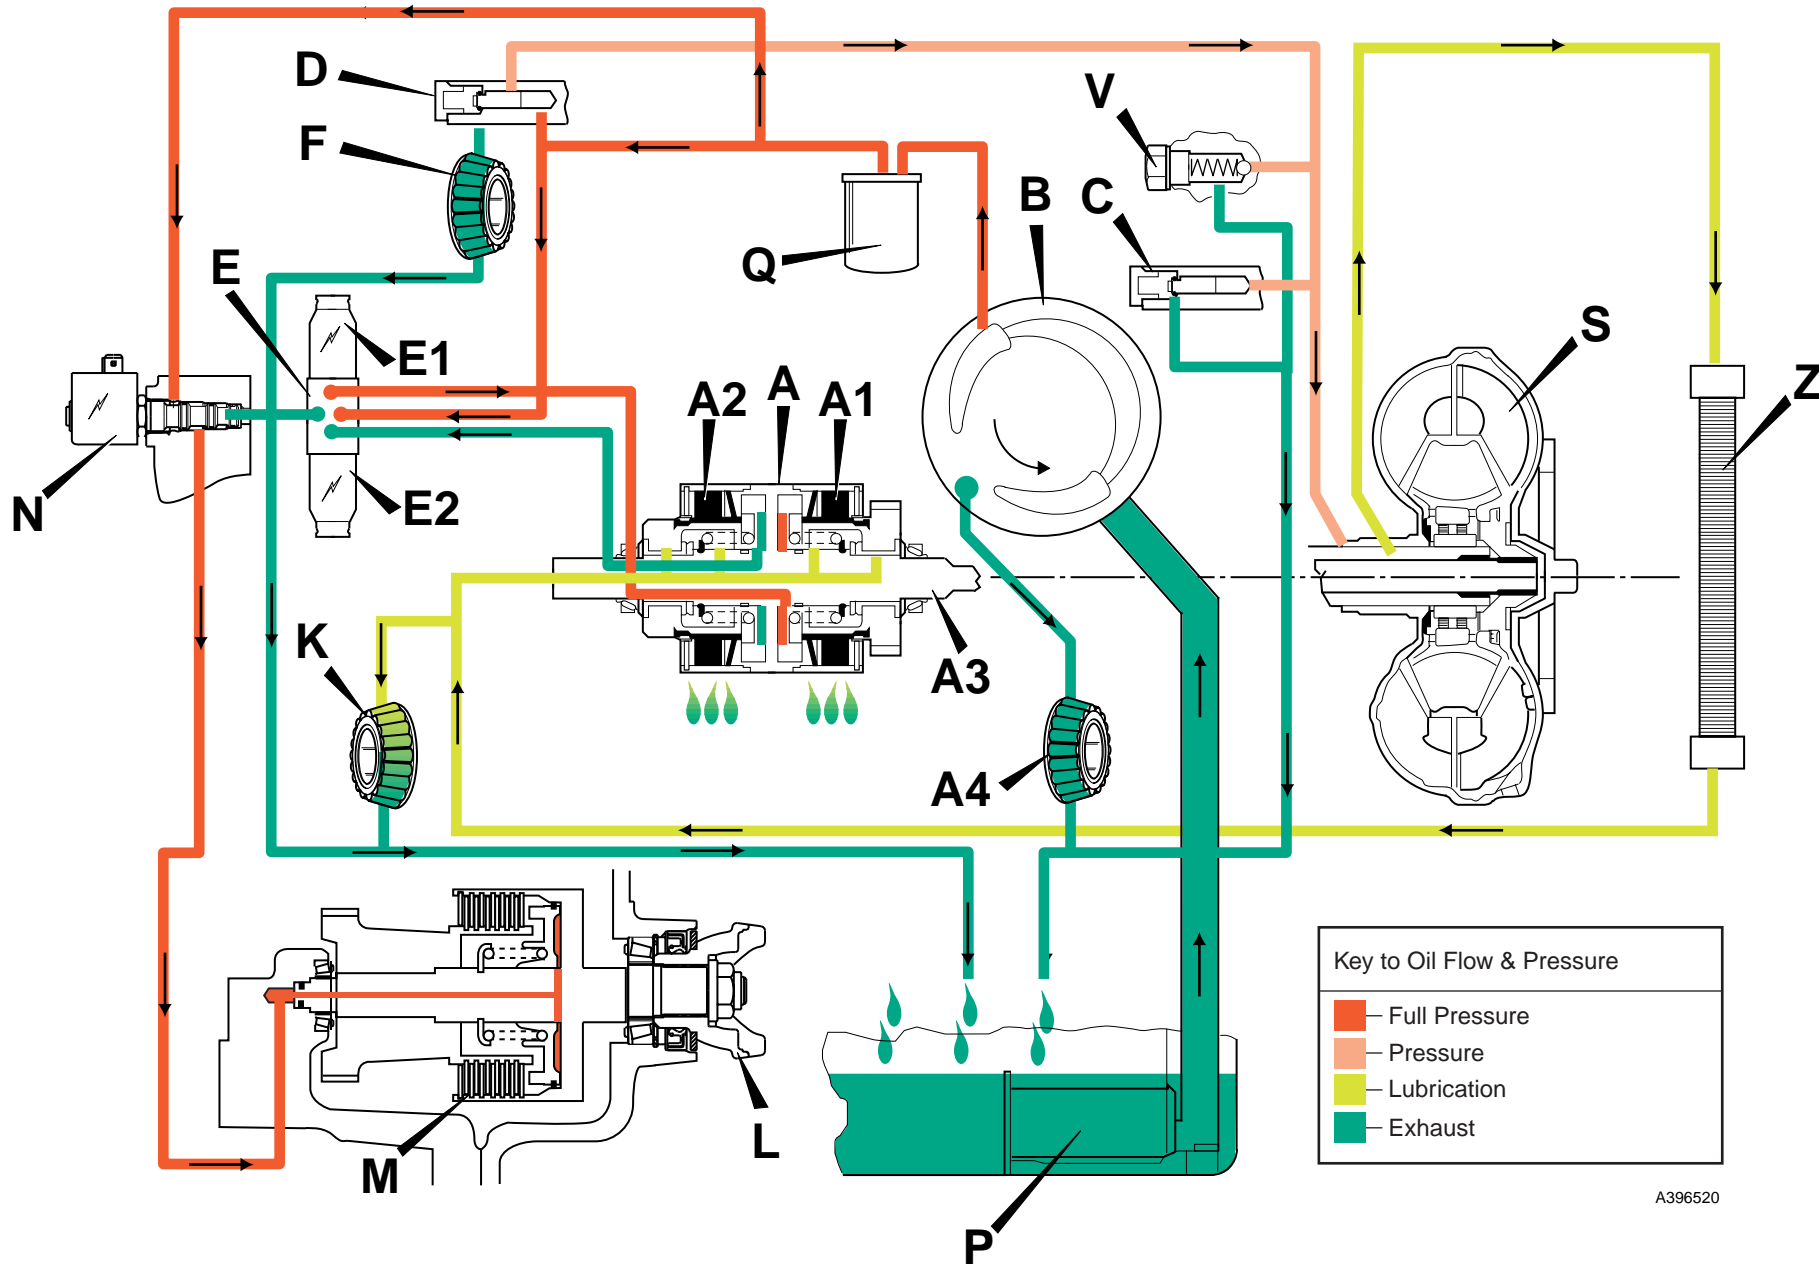 D
V
F
B
C
Q
E
E1
S
A
A2
A1
Z
N
E2
K
A3
A4
Key to Oil Flow & Pressure
Full Pressure
Pressure
Lubrication
Exhaust
L
M
A396520
P